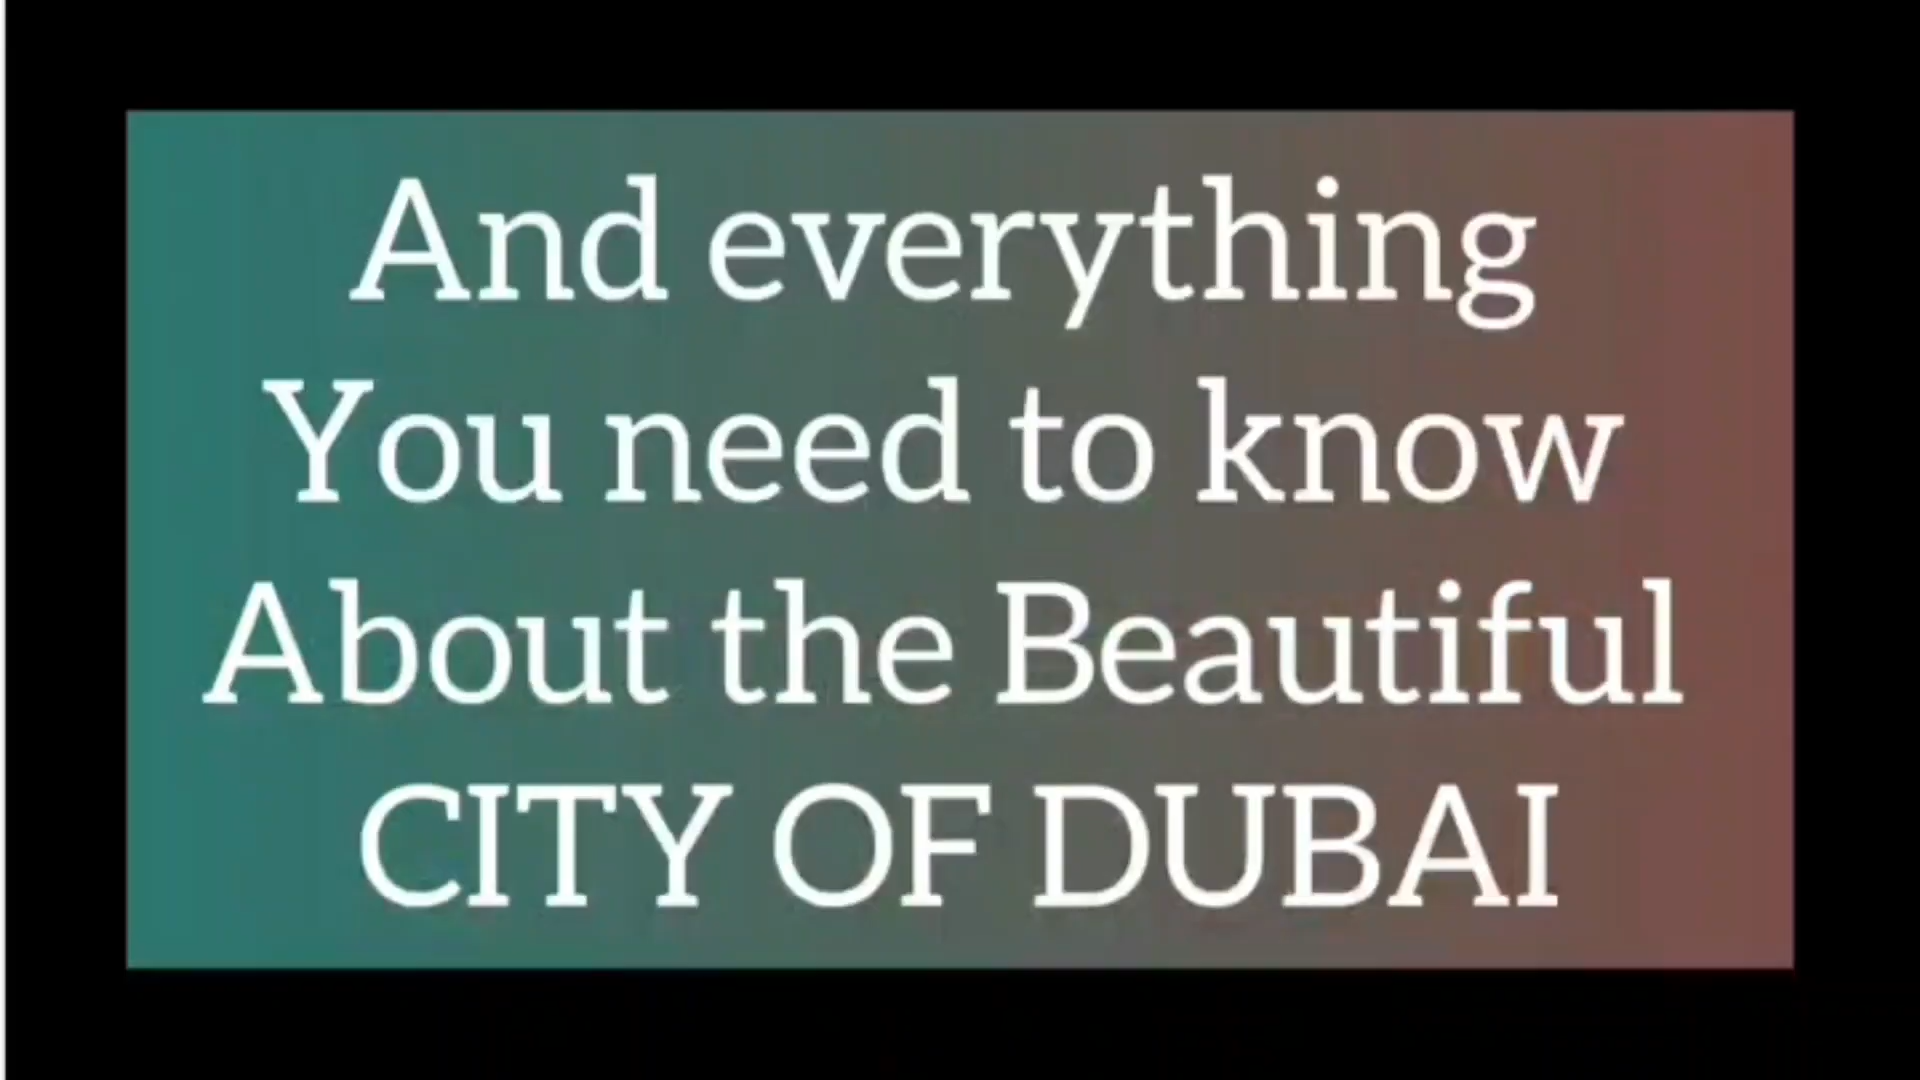 And everything
You need to know
About the Beautiful
CITY OF DUBAI